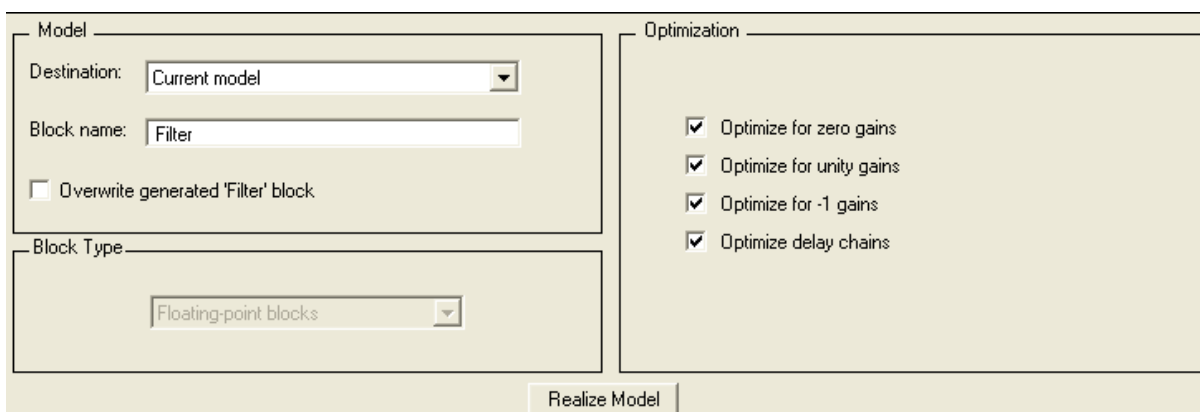 Model
Destination: Current model
Block name: Filter
Overwrite generated 'Filter' block
Block Type
Floating-point blocks
Optimization
Optimize for zero gains
Optimize for unity gains
Optimize for -1 gains
Optimize delay chains
Realize Model